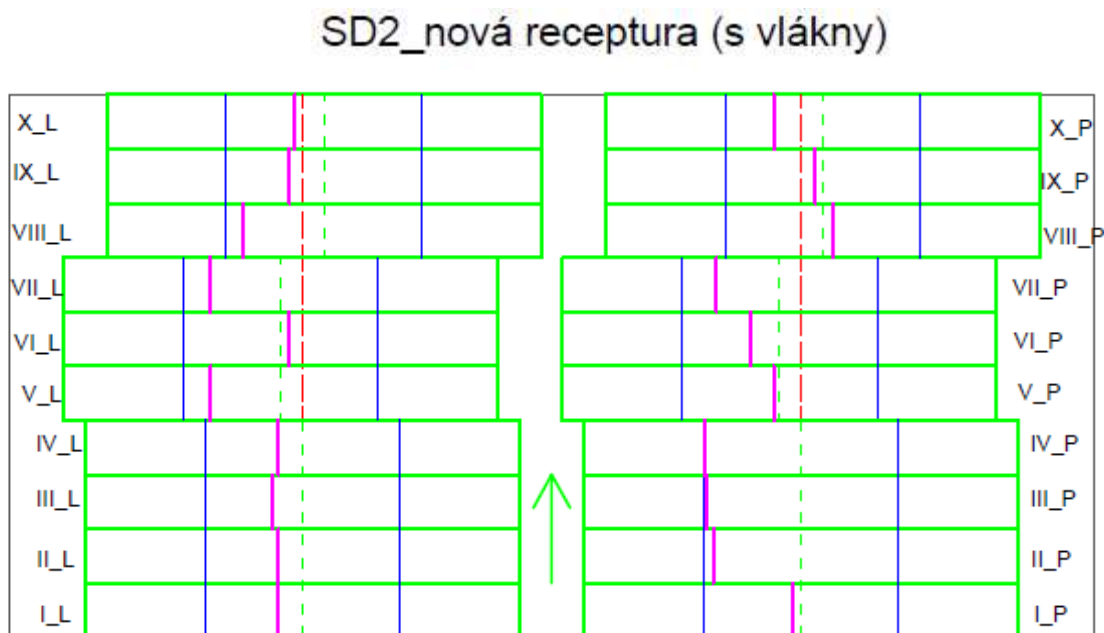 SD2_nová receptura (s vlákny)
X_L X_P
IX_L IX_P
VIII_L VIII_P
VII_L VII_P
VI_L VI_P
V_L V_P
IV_L IV_P
III_L III_P
II_L II_P
I_L I_P